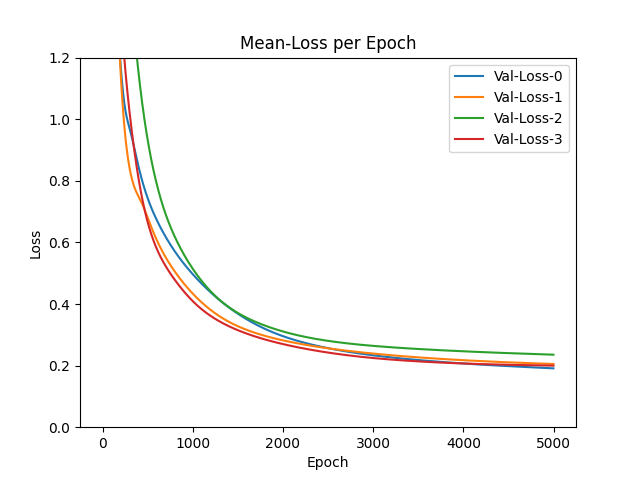 Mean-Loss per Epoch
1.2
1.0
0.8
0.6
0.4
0.2
0.0
Loss
Val-Loss-0
Val-Loss-1
Val-Loss-2
Val-Loss-3
0 1000 2000 3000 4000 5000
Epoch